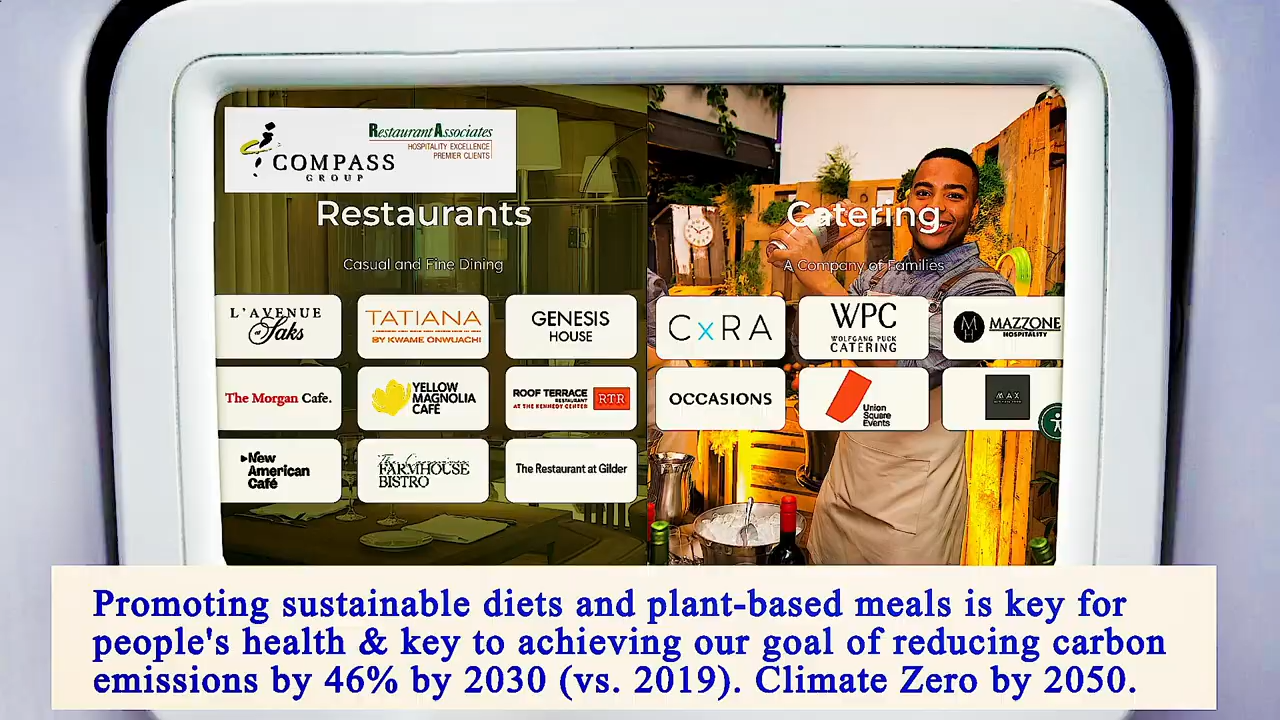 COMPASS
GROUP
Restaurant Associates
HOSPITALITY EXCELLENCE
PREMIER CLIENTS
Restaurants
Casual and Fine Dining
L'AVENUE
at Saks
TATIANA
BY KWAME ONWUACHI
GENESIS
HOUSE
The Morgan Cafe.
YELLOW
MAGNOLIA
CAFÉ
ROOF TERRACE
RESTAURANT
AT THE KENNEDY CENTER
RTR
New
American
Café
FARMHOUSE
BISTRO
The Restaurant at Gilder
Catering
A Company of Families
CxRA
WPC
WOLFGANG PUCK
CATERING
MH
MAZZONE
HOSPITALITY
OCCASIONS
Union
Square
Events
MAX
Promoting sustainable diets and plant-based meals is key for
people's health & key to achieving our goal of reducing carbon
emissions by 46% by 2030 (vs. 2019). Climate Zero by 2050.